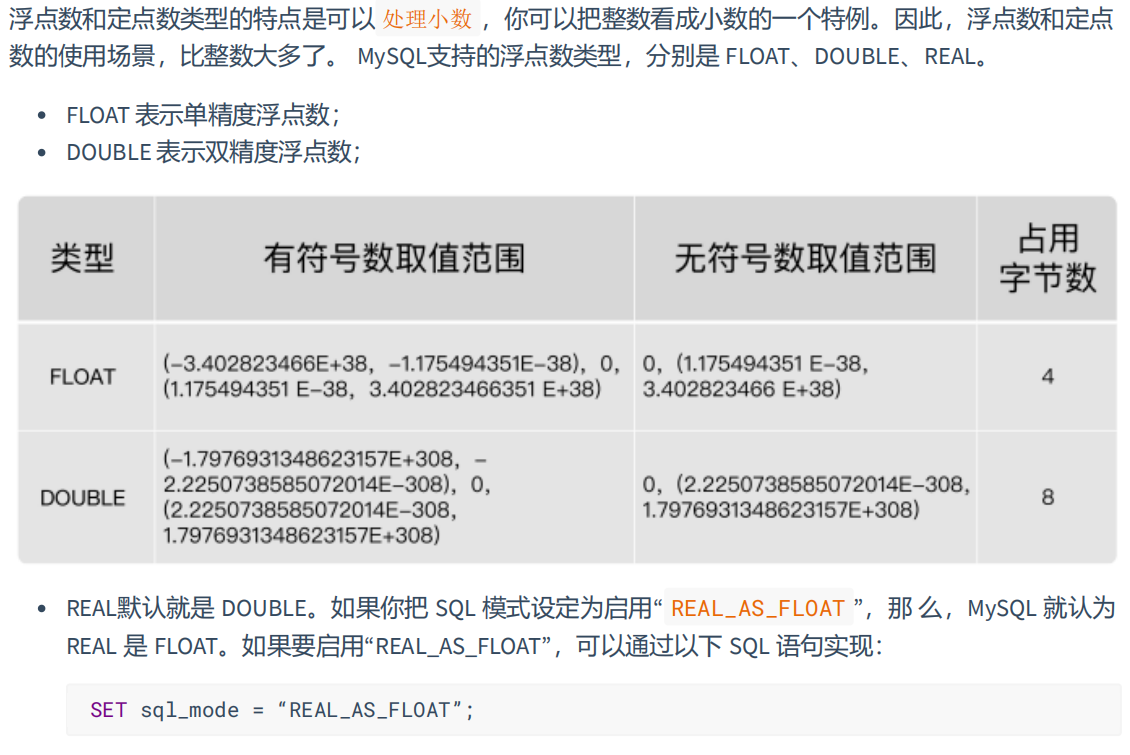 浮点数和定点数类型的特点是可以 处理小数 ，你可以把整数看成小数的一个特例。因此，浮点数和定点
数的使用场景，比整数大多了。 MySQL支持的浮点数类型，分别是 FLOAT、DOUBLE、REAL。
• FLOAT 表示单精度浮点数；
• DOUBLE 表示双精度浮点数；
类型 有符号数取值范围 无符号数取值范围 占用
字节数
FLOAT (−3.402823466E+38，−1.175494351E−38)，0， 0，(1.175494351 E−38， 4
(1.175494351 E−38，3.402823466351 E+38) 3.402823466 E+38)
DOUBLE (−1.7976931348623157E+308，−
2.2250738585072014E−308)，0， 0，(2.2250738585072014E−308， 8
(2.2250738585072014E−308， 1.7976931348623157E+308)
1.7976931348623157E+308)
• REAL默认就是 DOUBLE。如果你把 SQL 模式设定为启用“ REAL_AS_FLOAT ”，那 么，MySQL 就认为
REAL 是 FLOAT。如果要启用“REAL_AS_FLOAT”，可以通过以下 SQL 语句实现：
SET sql_mode = “REAL_AS_FLOAT”;